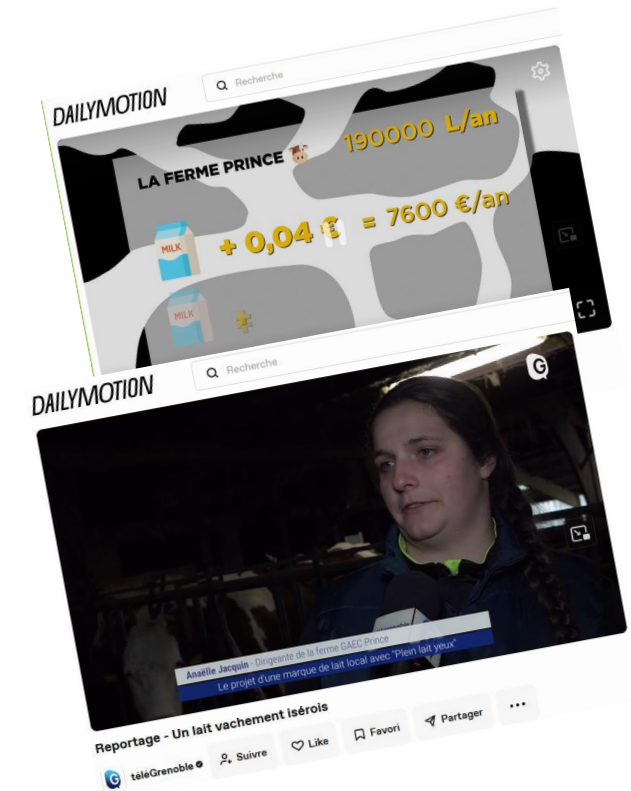 DAILYMOTION
Recherche
LA FERME PRINCE
190000 L/an
MILK
+ 0,04 € = 7600 €/an
MILK
+
DAILYMOTION
Recherche
G
Anaëlle Jacquin - Dirigeante de la ferme GAEC Prince
Le projet d'une marque de lait local avec "Plein lait yeux"
Reportage - Un lait vachement isérois
G
téléGrenoble
Suivre
Like
Favori
Partager